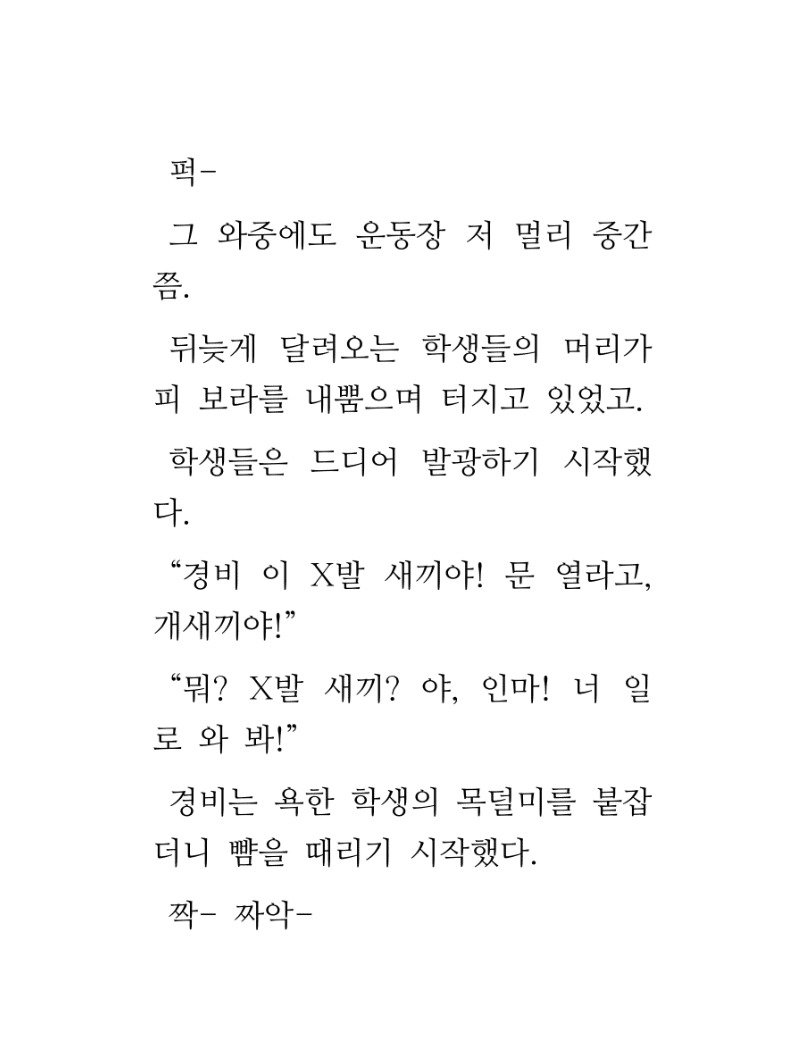 퍽-
그 와중에도 운동장 저 멀리 중간
쯤.
뒤늦게 달려오는 학생들의 머리가
피 보라를 내뿜으며 터지고 있었고.
학생들은 드디어 발광하기 시작했
다.
“경비 이 X발 새끼야! 문 열라고,
개새끼야!”
“뭐? X발 새끼? 야, 인마! 너 일
로 와 봐!”
경비는 욕한 학생의 목덜미를 붙잡
더니 뺨을 때리기 시작했다.
짝- 짜악-